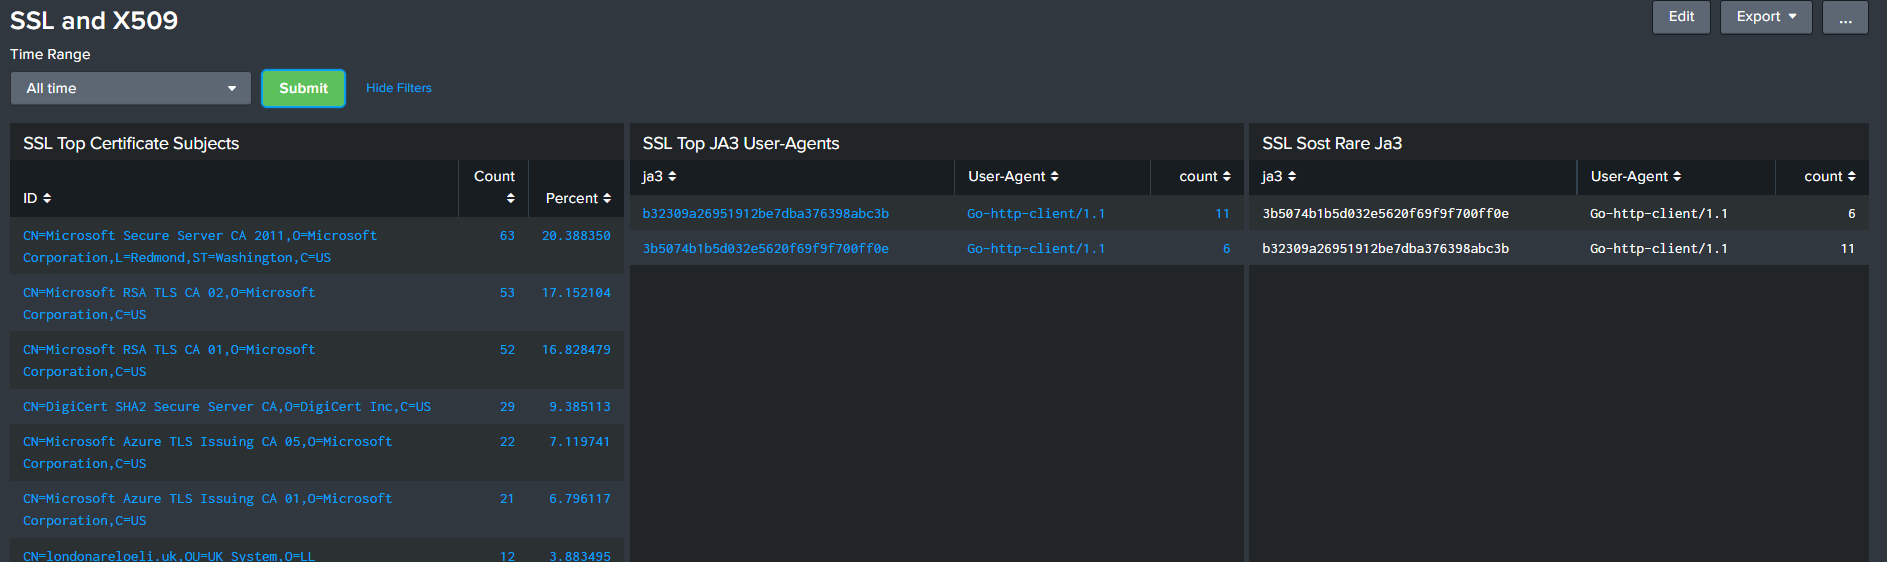 SSL and X509
Edit
Export
...
Time Range
All time
Submit
Hide Filters
SSL Top Certificate Subjects
ID
Count
Percent
CN=Microsoft Secure Server CA 2011,O=Microsoft
Corporation,L=Redmond,ST=Washington,C=US
63
20.388350
CN=Microsoft RSA TLS CA 02,O=Microsoft
Corporation,C=US
53
17.152104
CN=Microsoft RSA TLS CA 01,O=Microsoft
Corporation,C=US
52
16.828479
CN=DigiCert SHA2 Secure Server CA,O=DigiCert Inc,C=US
29
9.385113
CN=Microsoft Azure TLS Issuing CA 05,O=Microsoft
Corporation,C=US
22
7.119741
CN=Microsoft Azure TLS Issuing CA 01,O=Microsoft
Corporation,C=US
21
6.796117
CN=londonareloeli.uk,OU=UK System,O=LL
12
3.883495
SSL Top JA3 User-Agents
ja3
User-Agent
count
b32309a26951912be7dba376398abc3b
Go-http-client/1.1
11
3b5074b1b5d032e5620f69f9f700ff0e
Go-http-client/1.1
6
SSL Sost Rare Ja3
ja3
User-Agent
count
3b5074b1b5d032e5620f69f9f700ff0e
Go-http-client/1.1
6
b32309a26951912be7dba376398abc3b
Go-http-client/1.1
11